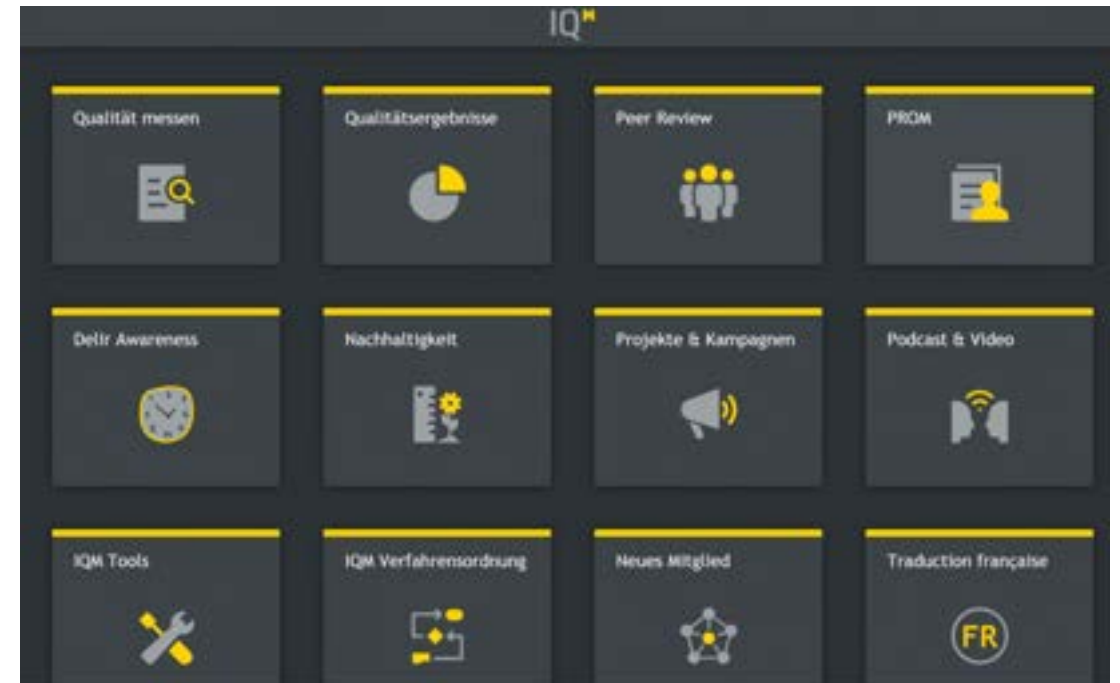 IQM
Qualität messen
Qualitätsergebnisse
Peer Review
PROM
Delir Awareness
Nachhaltigkeit
Projekte & Kampagnen
Podcast & Video
IQM Tools
IQM Verfahrensordnung
Neues Mitglied
Traduction française
FR